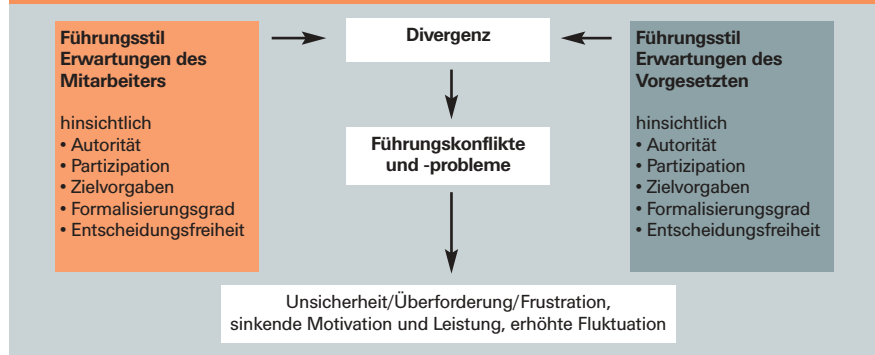 Führungsstil
Erwartungen des
Mitarbeiters
hinsichtlich
• Autorität
• Partizipation
• Zielvorgaben
• Formalisierungsgrad
• Entscheidungsfreiheit
Divergenz
Führungskonflikte
und -probleme
Führungsstil
Erwartungen des
Vorgesetzten
hinsichtlich
• Autorität
• Partizipation
• Zielvorgaben
• Formalisierungsgrad
• Entscheidungsfreiheit
Unsicherheit/Überforderung/Frustration,
sinkende Motivation und Leistung, erhöhte Fluktuation